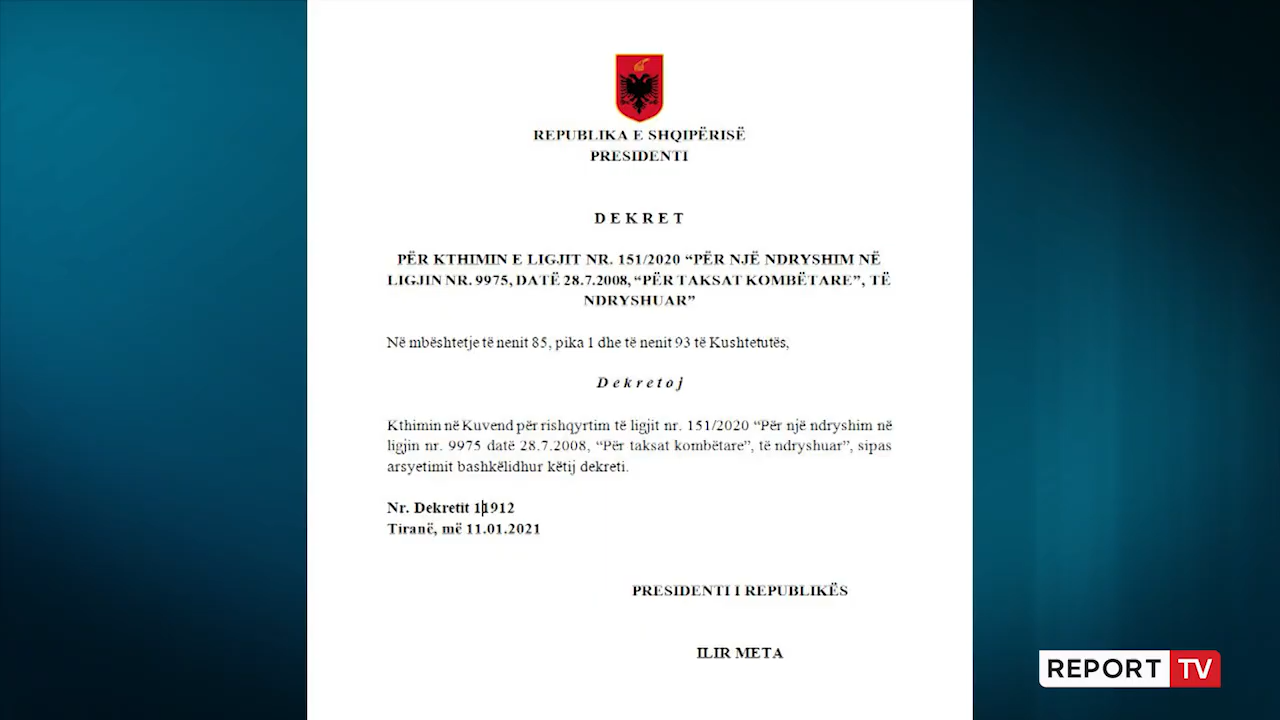 REPUBLIKA E SHQIPËRISË
PRESIDENTI
DEKRET
PËR KTHIMIN E LIGJIT NR. 151/2020 “PËR NJË NDRYSHIM NË
LIGJIN NR. 9975, DATË 28.7.2008, “PËR TAKSAT KOMBËTARE”, TË
NDRYSHUAR”
Në mbështetje të nenit 85, pika 1 dhe të nenit 93 të Kushtetutës,
Dekretoj
Kthimin në Kuvend për rishqyrtim të ligjit nr. 151/2020 “Për një ndryshim në
ligjin nr. 9975 datë 28.7.2008, “Për taksat kombëtare”, të ndryshuar”, sipas
arsyetimit bashkëlidhur këtij dekreti.
Nr. Dekretit 11912
Tiranë, më 11.01.2021
PRESIDENTI I REPUBLIKËS
ILIR META
REPORT TV